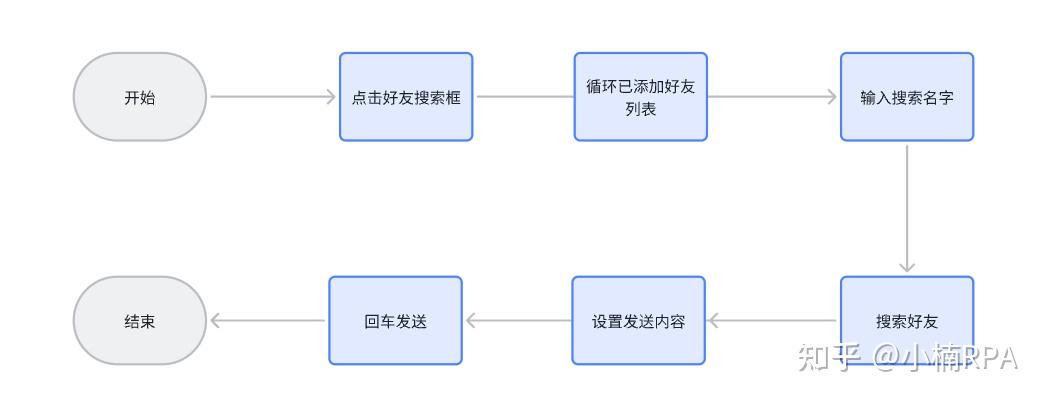 开始
点击好友搜索框
循环已添加好友
列表
输入搜索名字
搜索好友
设置发送内容
回车发送
结束
知乎 @小楠RPA